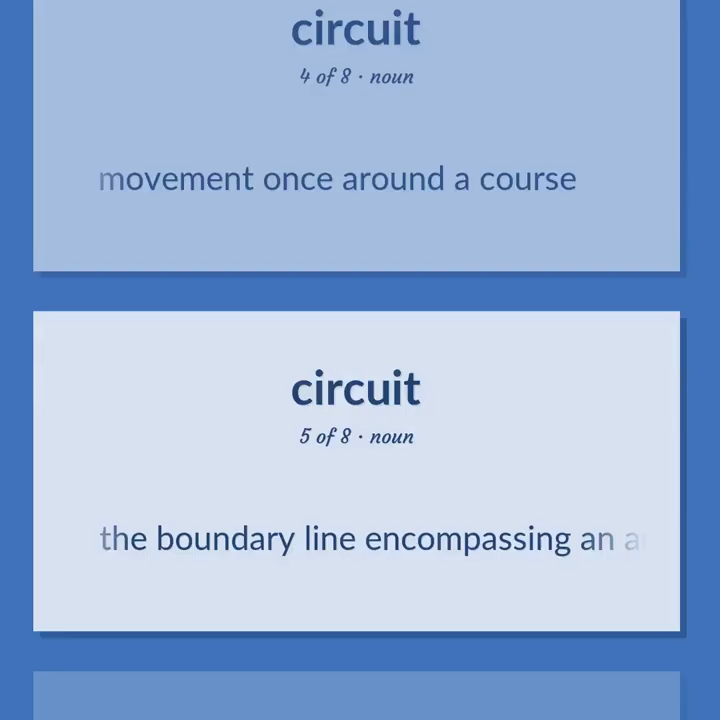 circuit
4 of 8 · noun
movement once around a course
circuit
5 of 8 · noun
the boundary line encompassing an